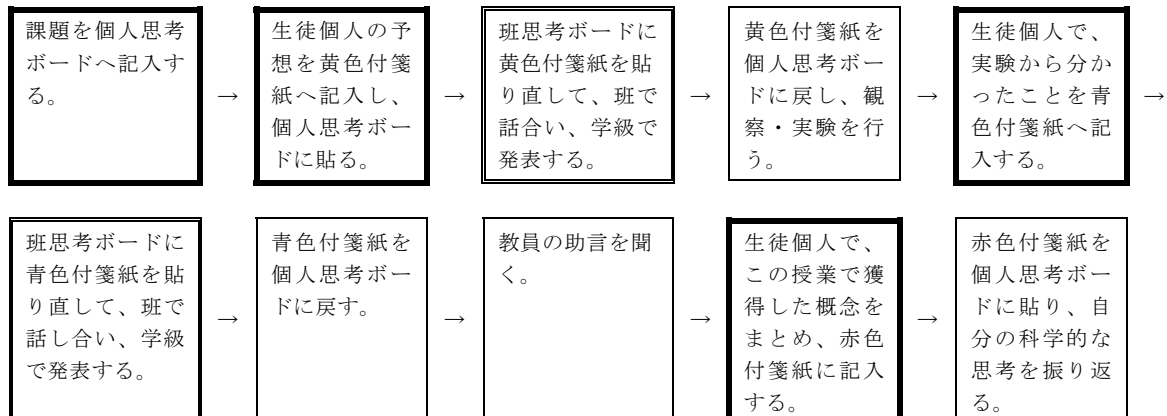 課題を個人思考
ボードへ記入す
る。
→
生徒個人の予
想を黄色付箋
紙へ記入し、
個人思考ボー
ドに貼る。
→
班思考ボードに
黄色付箋紙を貼
り直して、班で
話合い、学級で
発表する。
→
黄色付箋紙を
個人思考ボー
ドに戻し、観
察・実験を行
う。
→
生徒個人で、
実験から分か
ったことを青
色付箋紙へ記
入する。
→
班思考ボードに
青色付箋紙を貼
り直して、班で
話し合い、学級
で発表する。
→
青色付箋紙を
個人思考ボー
ドに戻す。
→
教員の助言を聞
く。
→
生徒個人で、
この授業で獲
得した概念を
まとめ、赤色
付箋紙に記入
する。
→
赤色付箋紙を
個人思考ボー
ドに貼り、自
分の科学的な
思考を振り返
る。